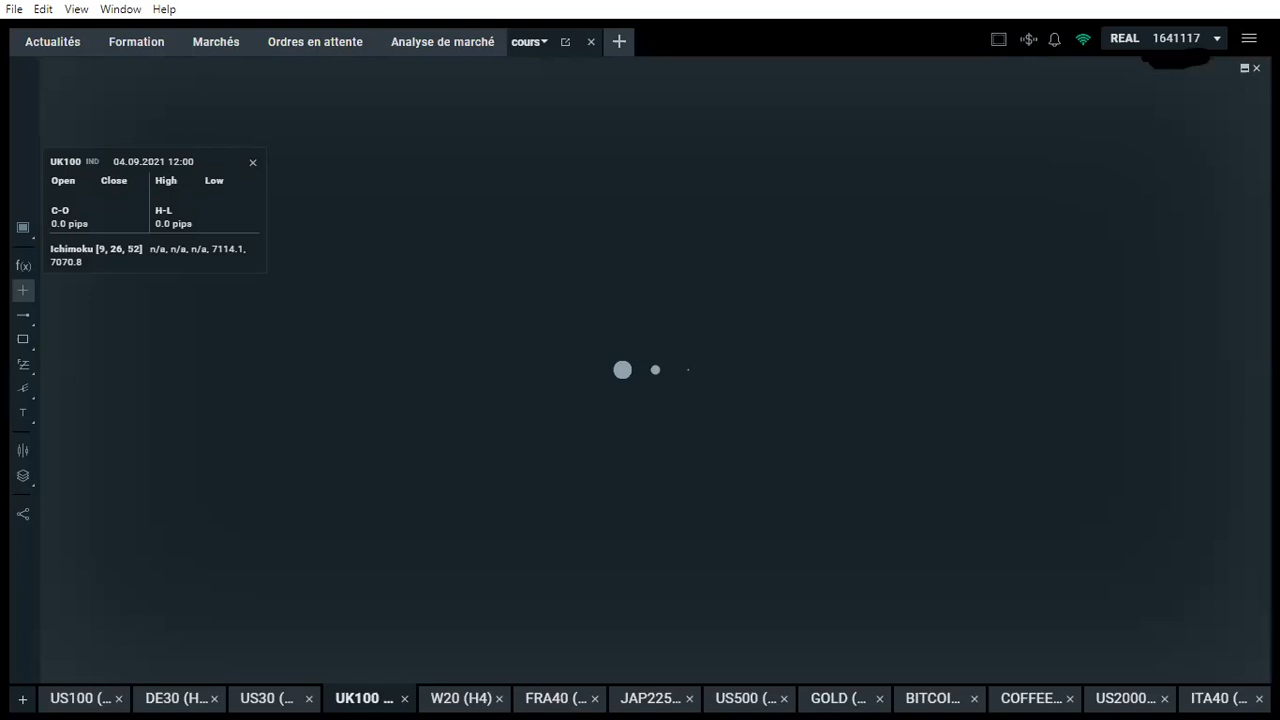 File Edit View Window Help
Actualités Formation Marchés Ordres en attente Analyse de marché cours REAL 1641117
UK100 IND 04.09.2021 12:00
Open Close High Low
C-O H-L
0.0 pips 0.0 pips
Ichimoku [9, 26, 52] n/a, n/a, n/a, 7114.1,
7070.8
f(x)
T
US100 (... DE30 (H... US30 (... UK100 ... W20 (H4) FRA40 (... JAP225... US500 (... GOLD (... BITCOI... COFFEE... US2000... ITA40 (...